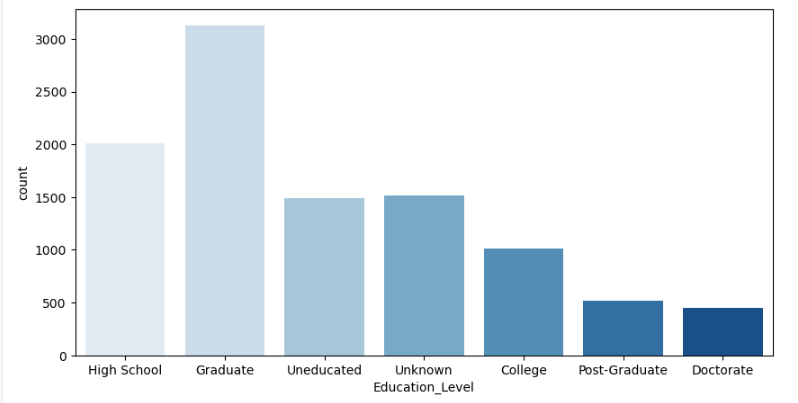 3000
2500
2000
1500
1000
500
0
count
High School Graduate Uneducated Unknown College Post-Graduate Doctorate
Education_Level